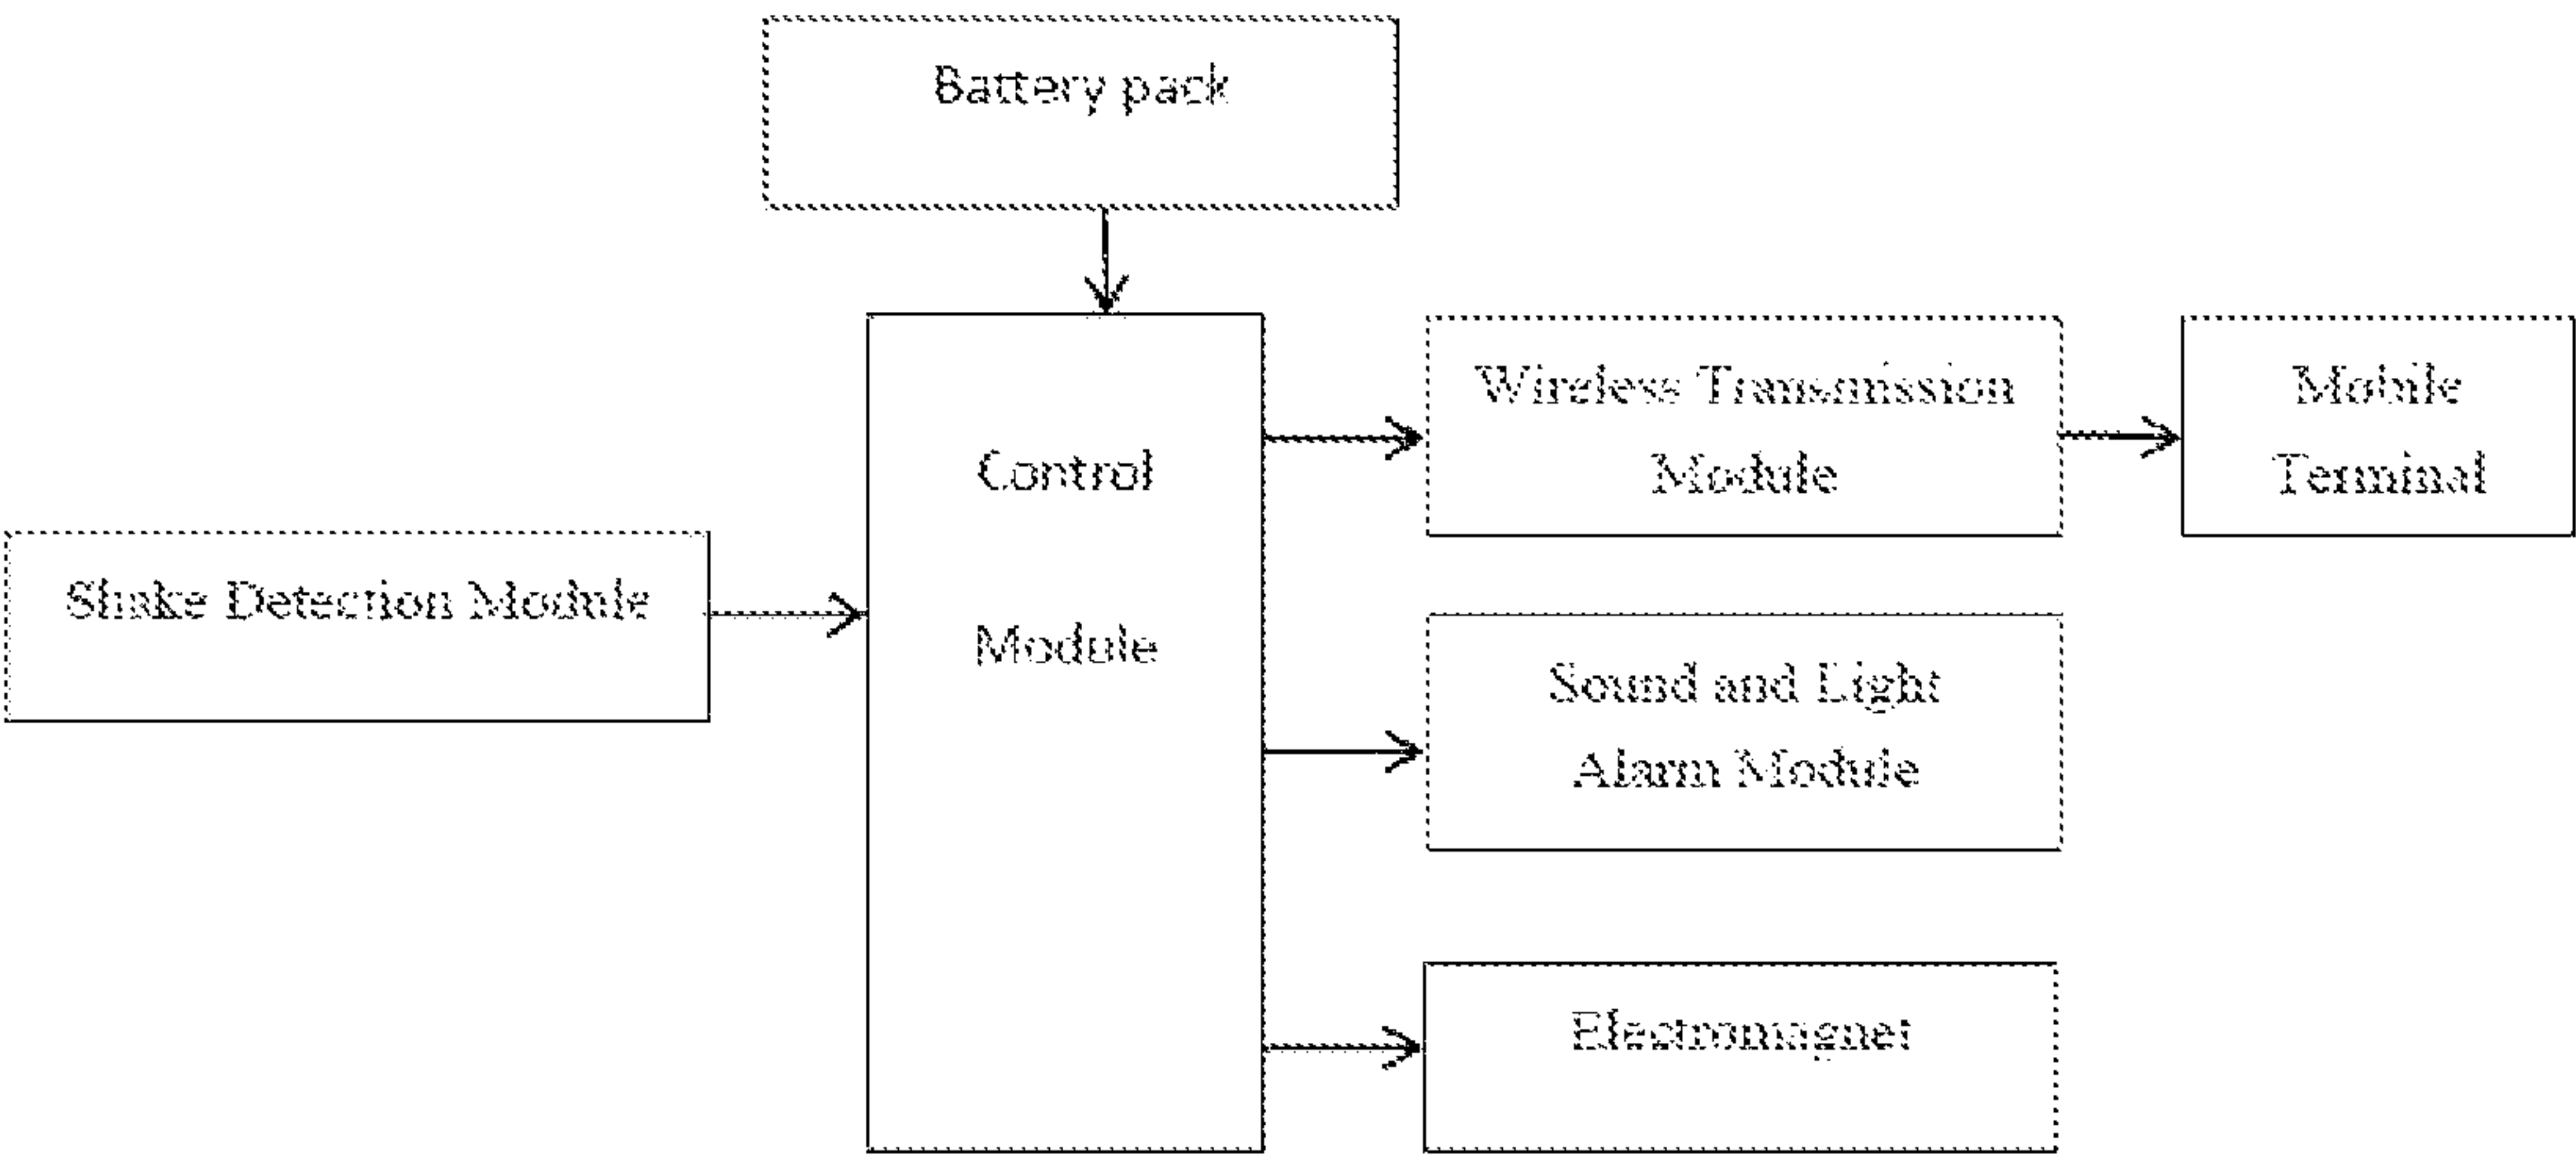 Battery pack
Wireless Transmission
Module
Mobile
Terminal
Control
Module
Shake Detection Module
Sound and Light
Alarm Module
Electromagnet